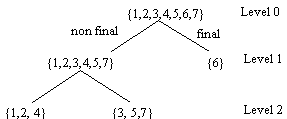 {1,2,3,4,5,6,7} Level 0
non final final
{1,2,3,4,5,7} {6} Level 1
{1,2, 4} {3, 5,7} Level 2